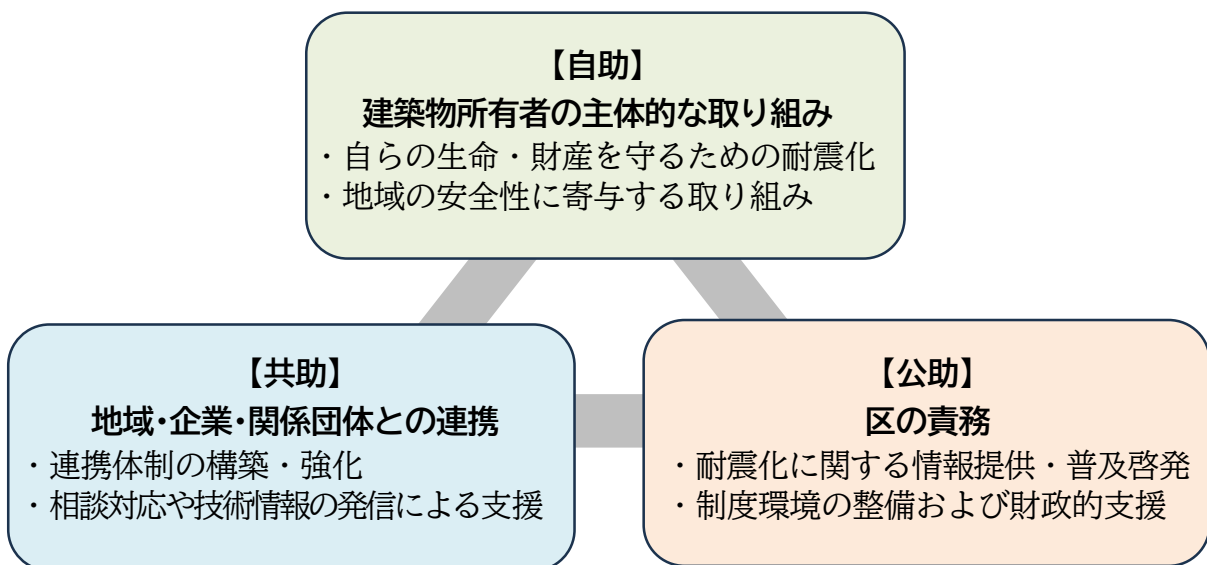 【自助】
建築物所有者の主体的な取り組み
・自らの生命・財産を守るための耐震化
・地域の安全性に寄与する取り組み
【共助】
地域・企業・関係団体との連携
・連携体制の構築・強化
・相談対応や技術情報の発信による支援
【公助】
区の責務
・耐震化に関する情報提供・普及啓発
・制度環境の整備および財政的支援